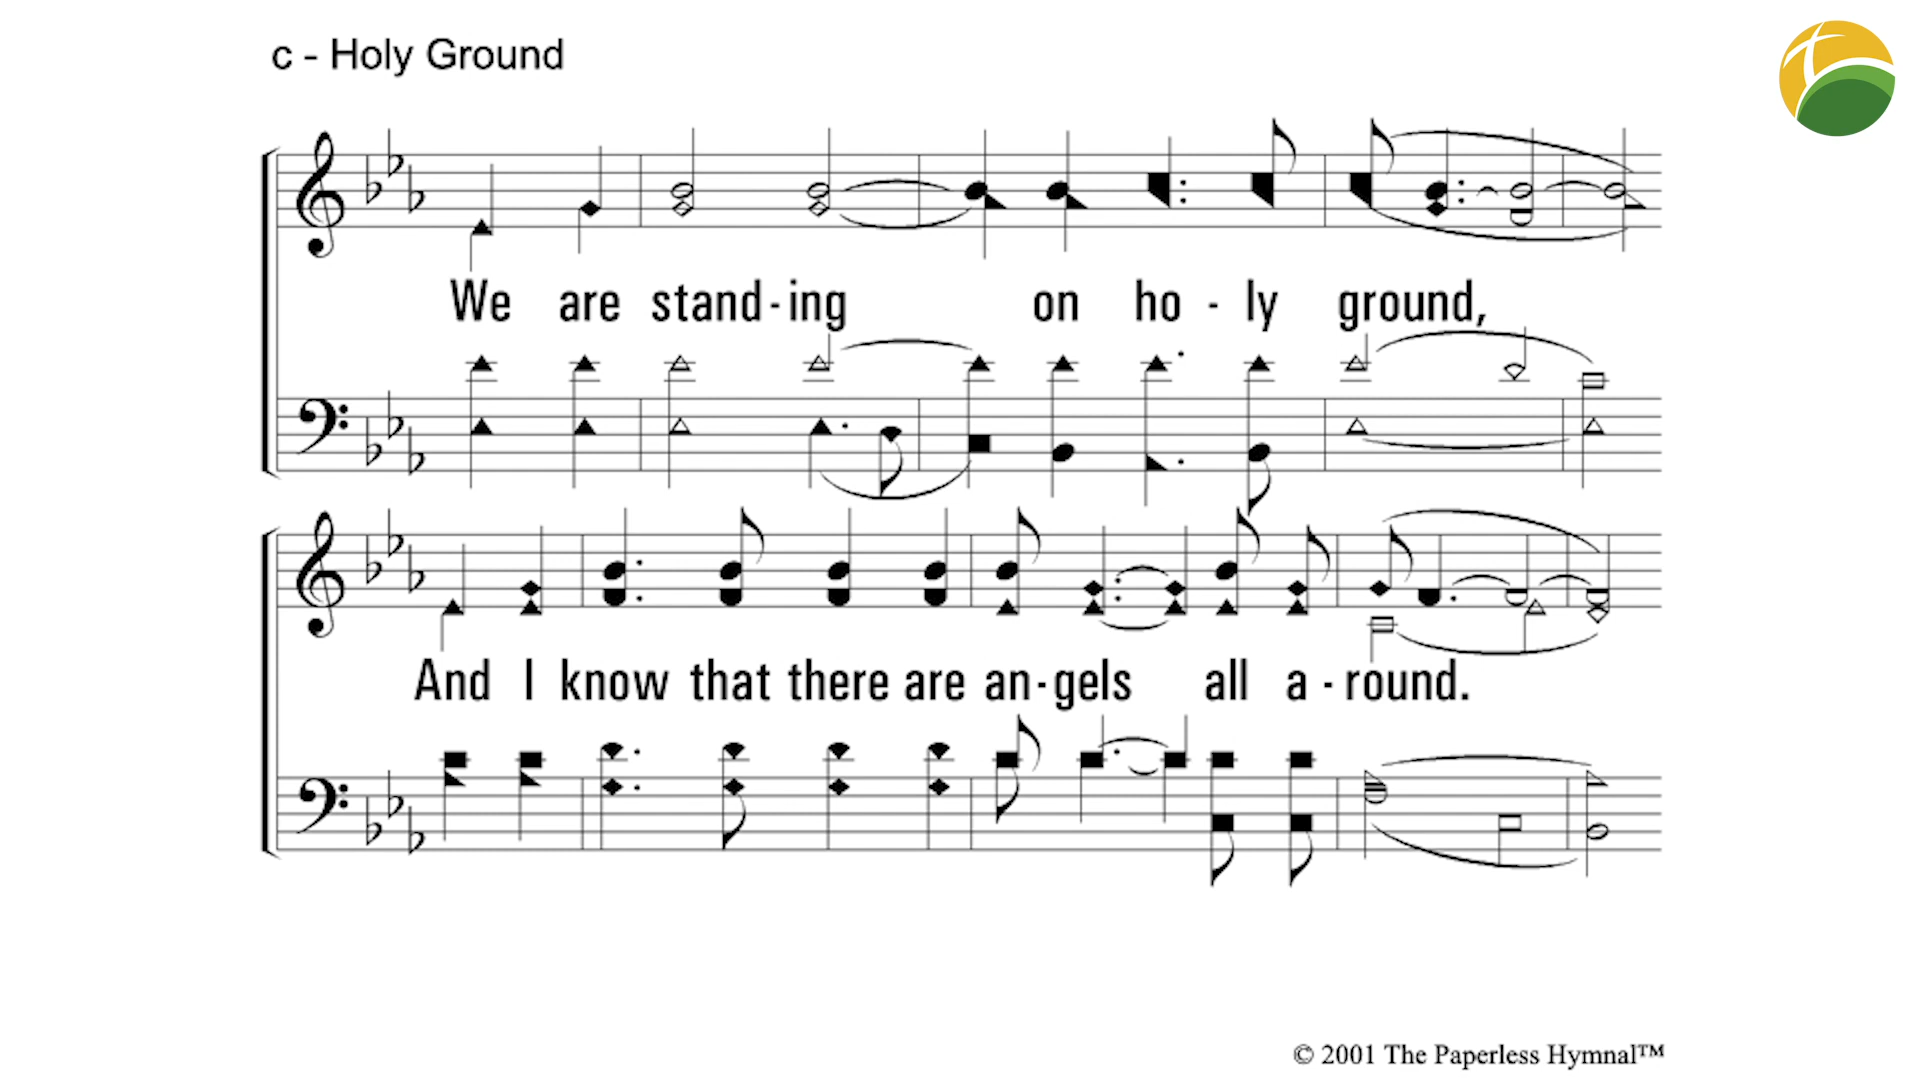 c - Holy Ground
We are stand - ing on ho - ly ground,
And I know that there are an - gels all a - round.
© 2001 The Paperless Hymnal™